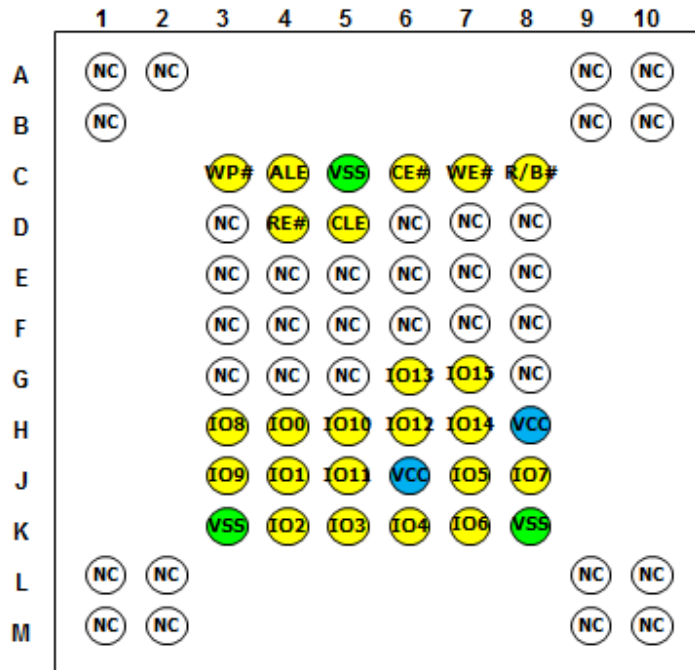 1 2 3 4 5 6 7 8 9 10
A NC NC NC NC
B NC NC NC
C WP# ALE VSS CE# WE# R/B#
D NC RE# CLE NC NC NC
E NC NC NC NC NC NC
F NC NC NC NC NC NC
G NC NC NC IO13 IO15 NC
H IO8 IO0 IO10 IO12 IO14 VCC
J IO9 IO1 IO11 VCC IO5 IO7
K VSS IO2 IO3 IO4 IO6 VSS
L NC NC NC NC
M NC NC NC NC